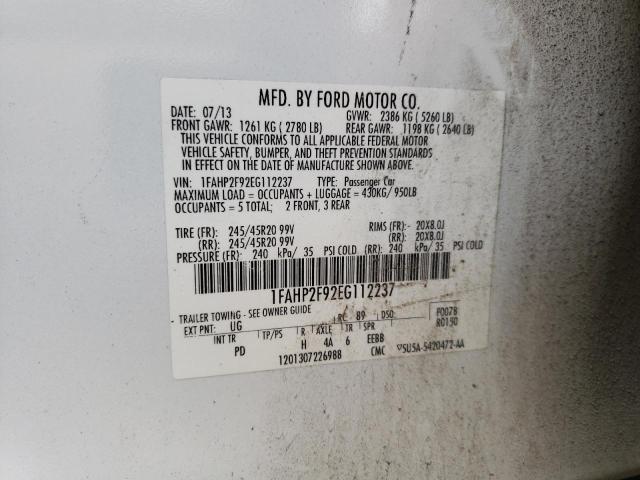 MFD. BY FORD MOTOR CO.
DATE: 07/13 GVWR: 2386 KG ( 5260 LB)
FRONT GAWR: 1261 KG ( 2780 LB) REAR GAWR: 1198 KG ( 2640 LB)
THIS VEHICLE CONFORMS TO ALL APPLICABLE FEDERAL MOTOR
VEHICLE SAFETY, BUMPER, AND THEFT PREVENTION STANDARDS
IN EFFECT ON THE DATE OF MANUFACTURE SHOWN ABOVE.
VIN: 1FAHP2F92EG112237 TYPE: Passenger Car
MAXIMUM LOAD = OCCUPANTS + LUGGAGE = 430KG/ 950LB
OCCUPANTS = 5 TOTAL; 2 FRONT, 3 REAR
TIRE (FR): 245/45R20 99V RIMS (FR): 20X8.0J
(RR): 245/45R20 99V (RR): 20X8.0J
PRESSURE (FR): 240 kPa/ 35 PSI COLD (RR): 240 kPa/ 35 PSI COLD
1FAHP2F92EG112237
TRAILER TOWING - SEE OWNER GUIDE RC: 89 DSO: F0078
EXT PNT: UG R0150
INT TR TP/PS R AXLE TR SPR
PD H 4A 6 EEBB
1201307226988 CMC 5U5A-5420472-AA